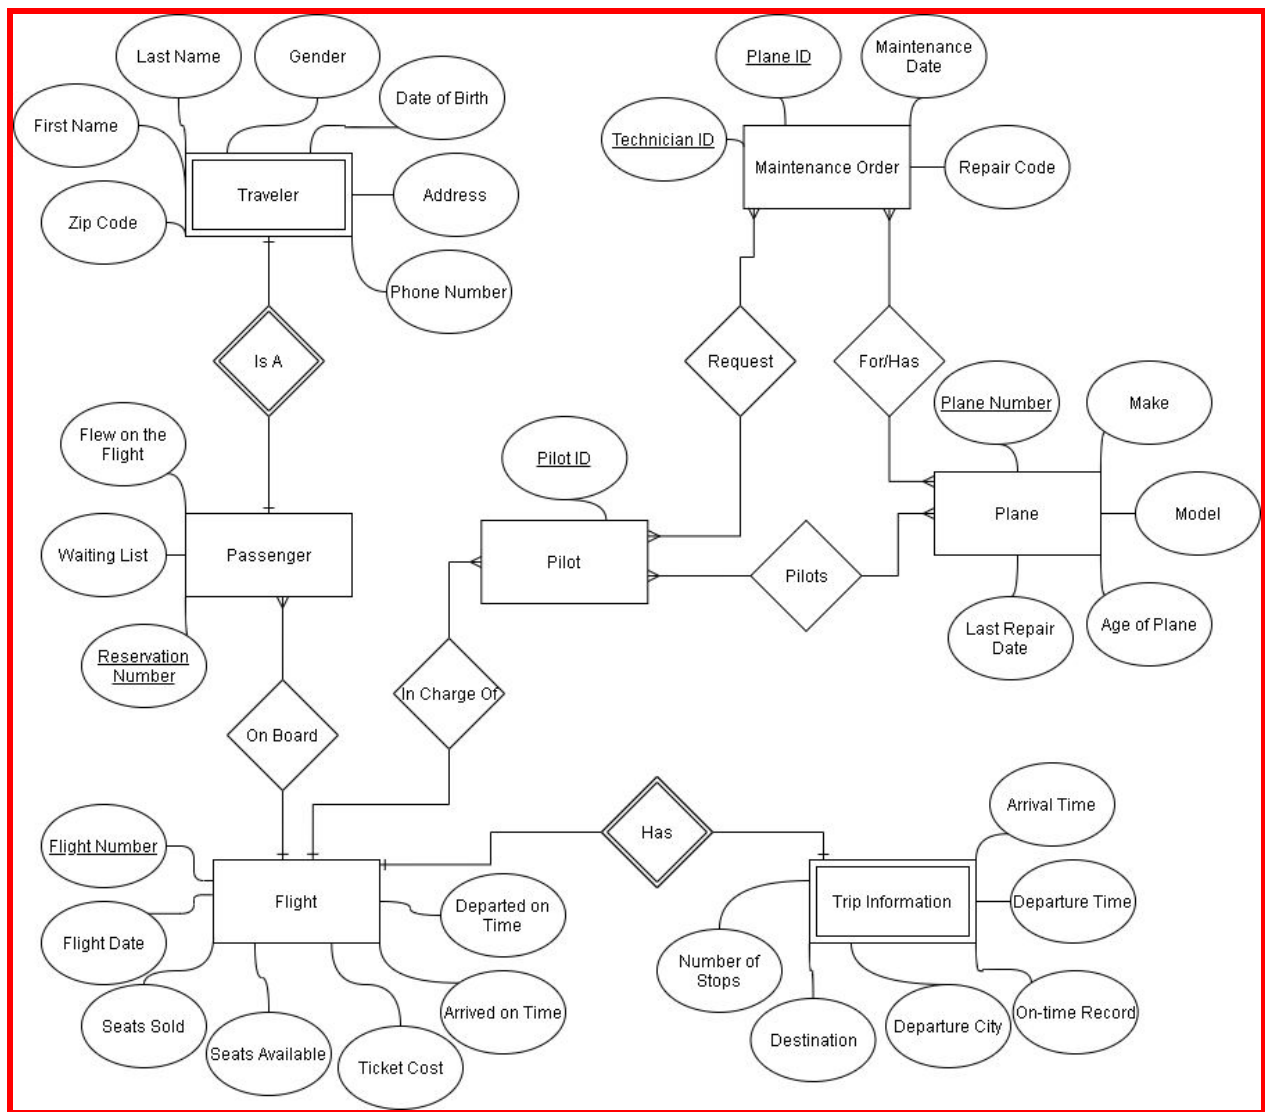 Last Name
Gender
Date of Birth
First Name
Traveler
Address
Zip Code
Phone Number
Is A
Plane ID
Maintenance
Date
Technician ID
Maintenance Order
Repair Code
Request
For/Has
Plane Number
Make
Flew on the
Flight
Pilot ID
Waiting List
Passenger
Pilot
Pilots
Plane
Model
Reservation
Number
Last Repair
Date
Age of Plane
In Charge Of
On Board
Flight Number
Has
Arrival Time
Flight
Departed on
Time
Trip Information
Departure Time
Flight Date
Number of
Stops
Seats Sold
Seats Available
Ticket Cost
Arrived on Time
Destination
Departure City
On-time Record